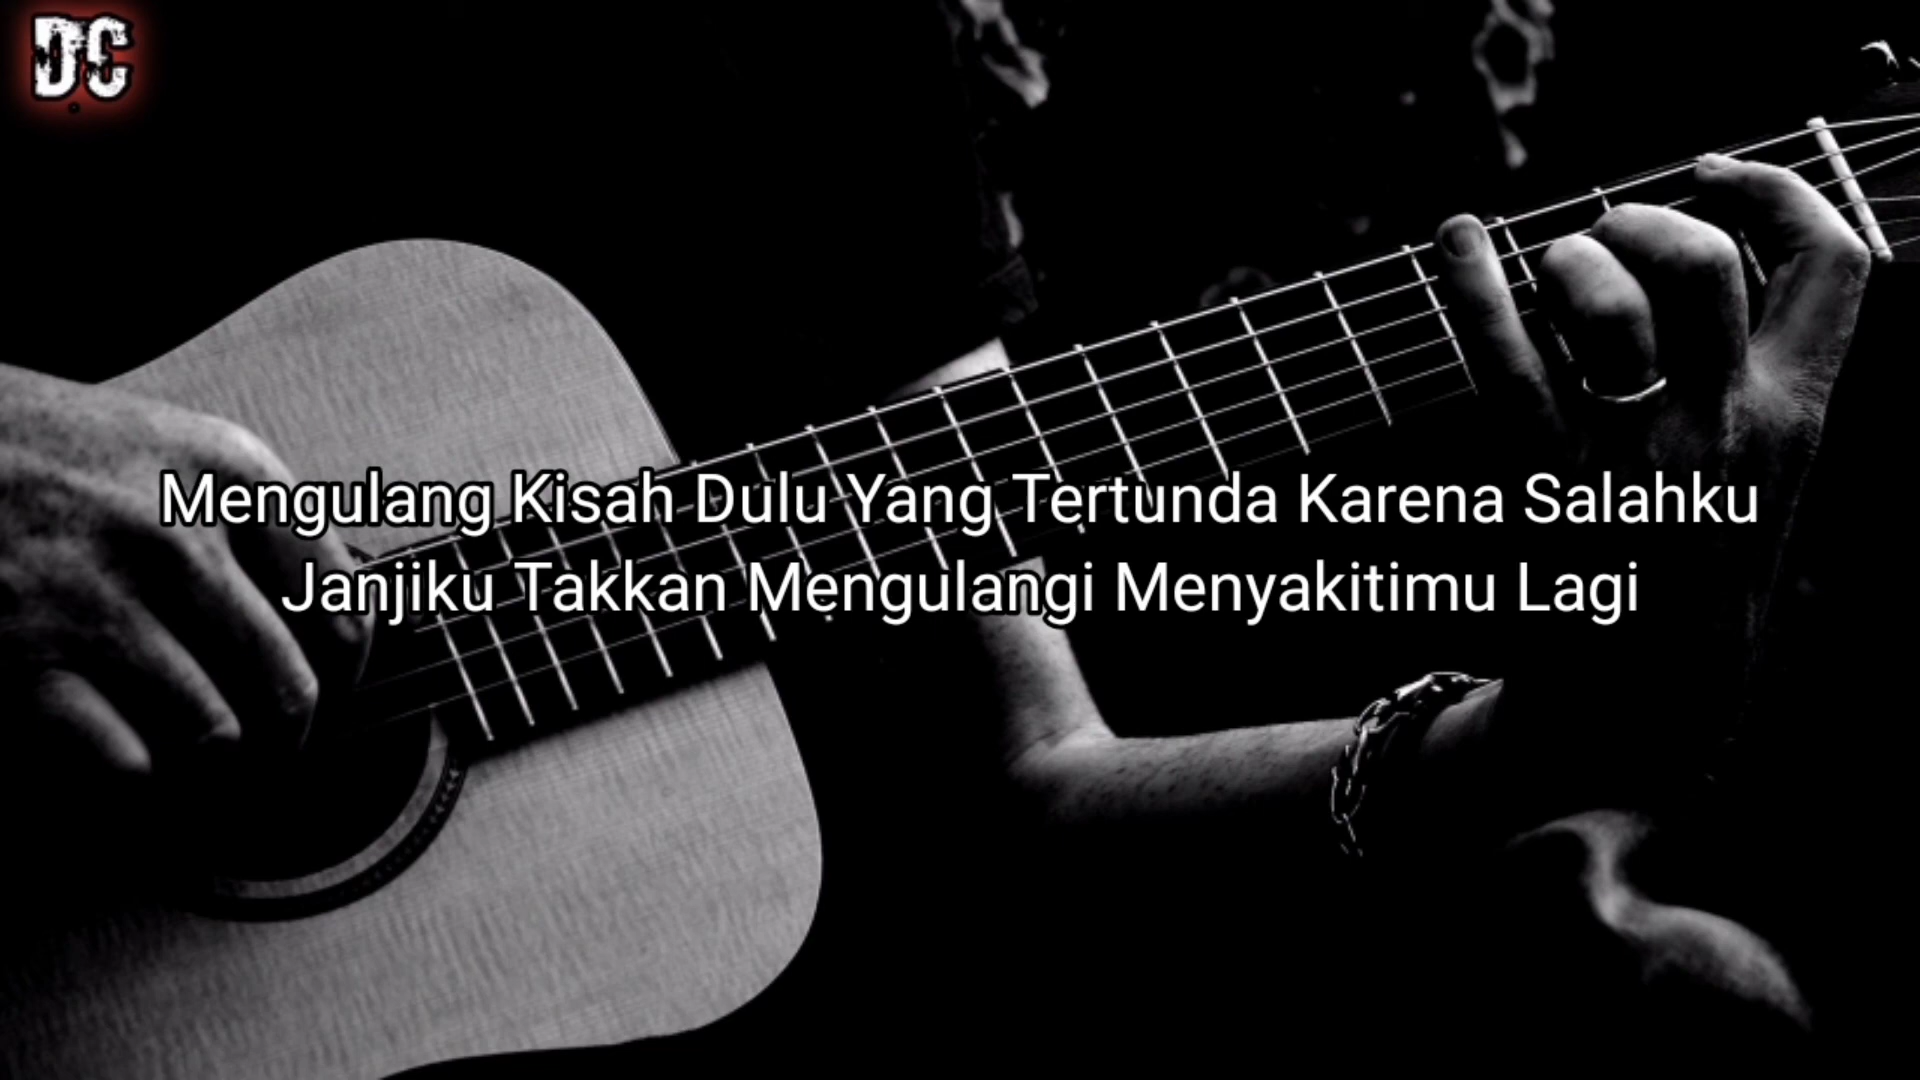 DC
Mengulang Kisah Dulu Yang Tertunda Karena Salahku
Janjiku Takkan Mengulangi Menyakitimu Lagi